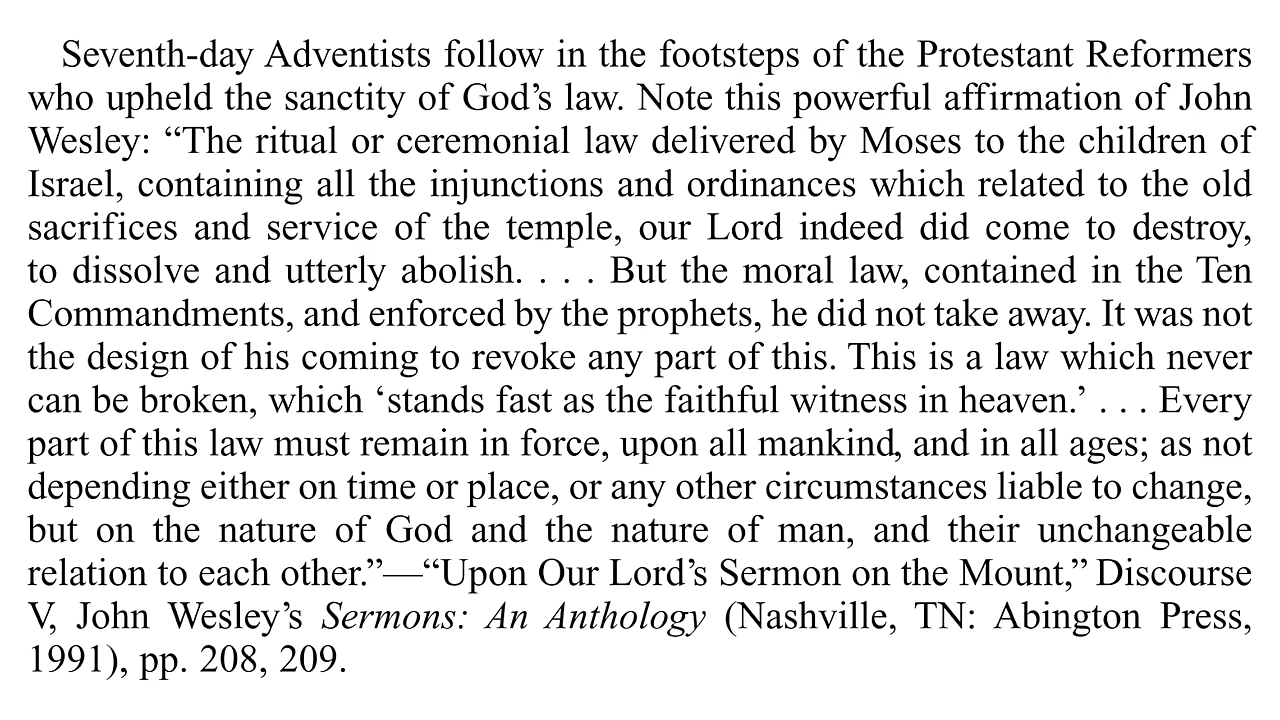 Seventh-day Adventists follow in the footsteps of the Protestant Reformers
who upheld the sanctity of God’s law. Note this powerful affirmation of John
Wesley: “The ritual or ceremonial law delivered by Moses to the children of
Israel, containing all the injunctions and ordinances which related to the old
sacrifices and service of the temple, our Lord indeed did come to destroy,
to dissolve and utterly abolish. . . . But the moral law, contained in the Ten
Commandments, and enforced by the prophets, he did not take away. It was not
the design of his coming to revoke any part of this. This is a law which never
can be broken, which ‘stands fast as the faithful witness in heaven.’ . . . Every
part of this law must remain in force, upon all mankind, and in all ages; as not
depending either on time or place, or any other circumstances liable to change,
but on the nature of God and the nature of man, and their unchangeable
relation to each other.”—“Upon Our Lord’s Sermon on the Mount,” Discourse
V, John Wesley’s Sermons: An Anthology (Nashville, TN: Abington Press,
1991), pp. 208, 209.